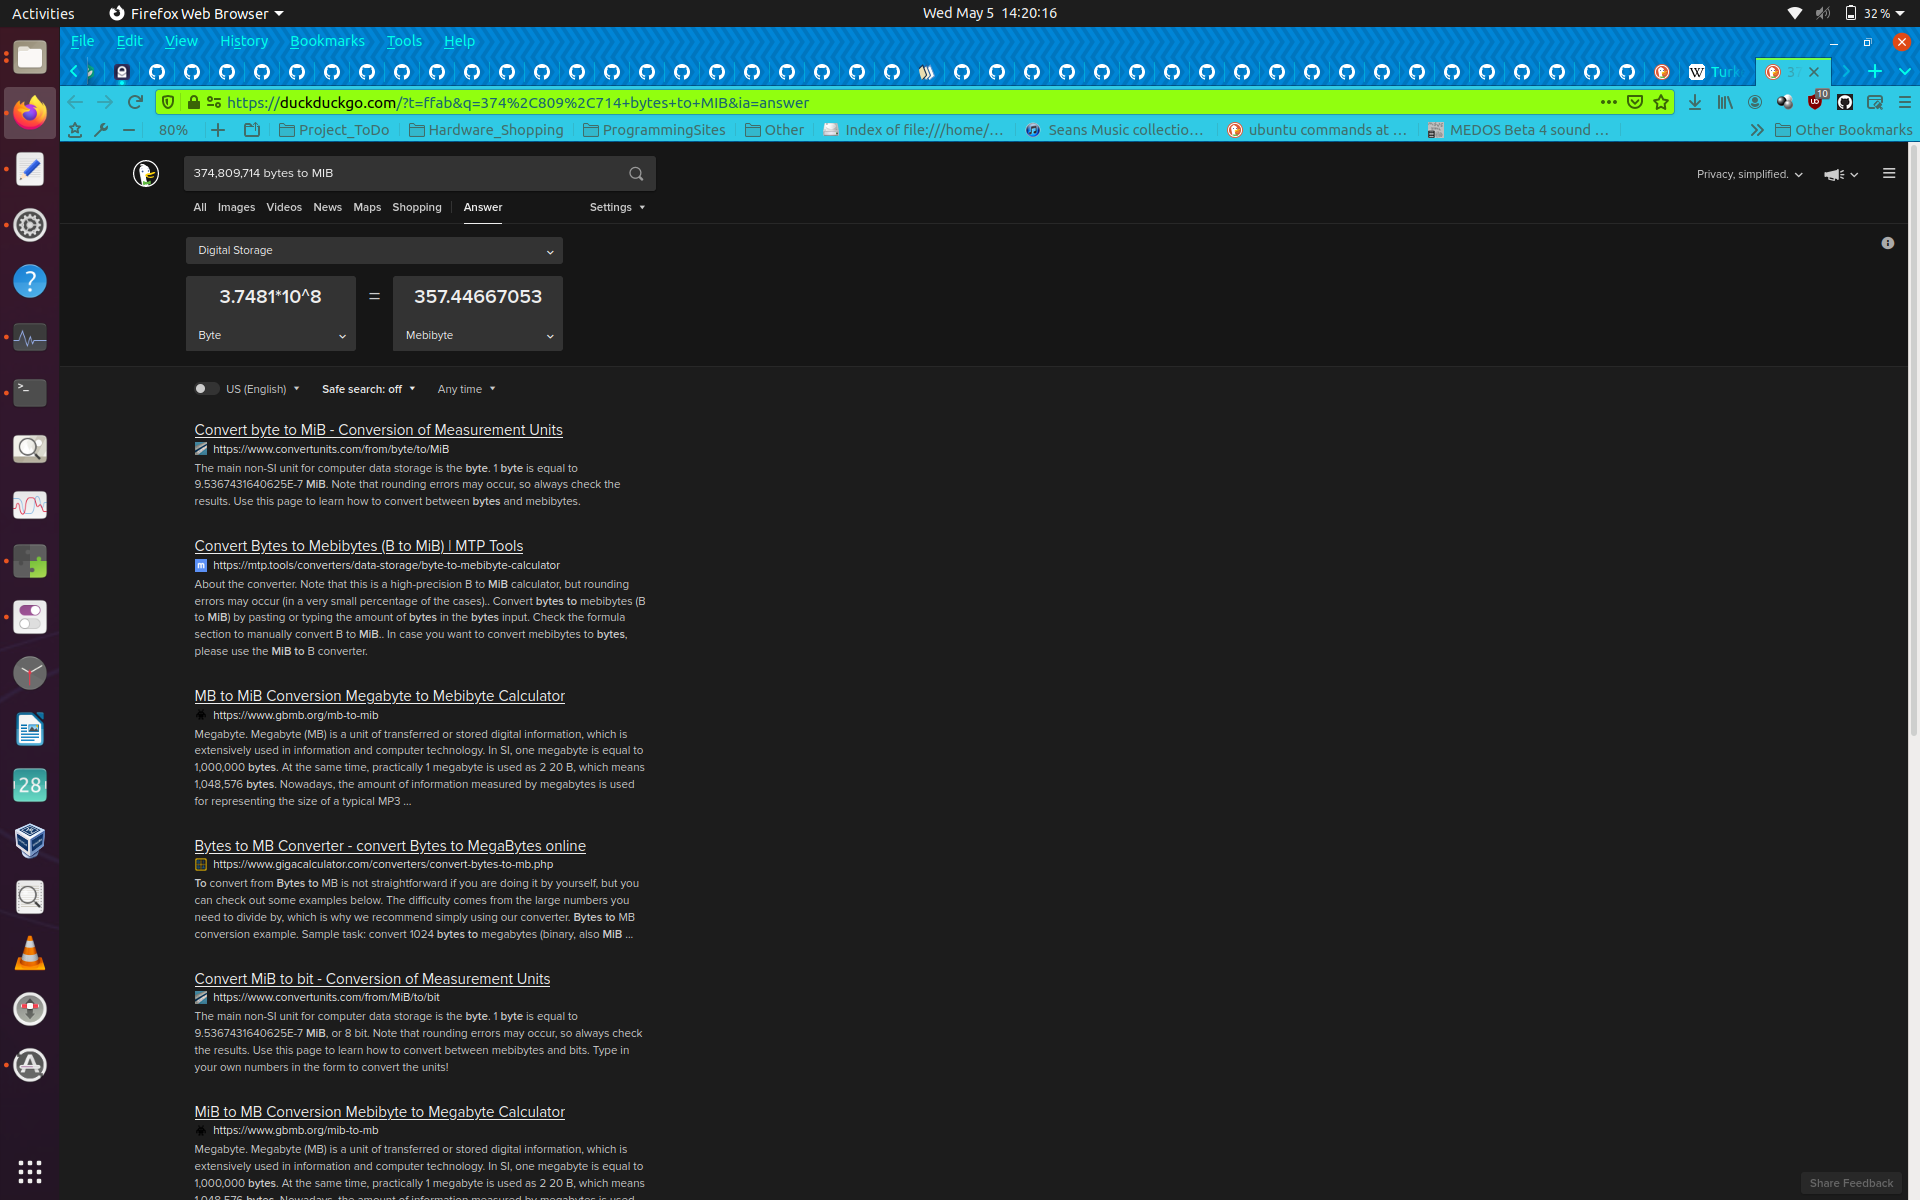 Activities Firefox Web Browser Wed May 5 14:20:16 32 %
File Edit View History Bookmarks Tools Help
W Turk 37
https://duckduckgo.com/?t=ffab&q=374%2C809%2C714+bytes+to+MIB&ia=answer 10
80% Project_ToDo Hardware_Shopping ProgrammingSites Other Index of file:///home/... Seans Music collectio... ubuntu commands at ... MEDOS Beta 4 sound ... Other Bookmarks
374,809,714 bytes to MIB Privacy, simplified.
All Images Videos News Maps Shopping Answer Settings
Digital Storage
3.7481*10^8 = 357.44667053
Byte Mebibyte
US (English) Safe search: off Any time
Convert byte to MiB - Conversion of Measurement Units
https://www.convertunits.com/from/byte/to/MiB
The main non-SI unit for computer data storage is the byte. 1 byte is equal to
9.5367431640625E-7 MiB. Note that rounding errors may occur, so always check the
results. Use this page to learn how to convert between bytes and mebibytes.
Convert Bytes to Mebibytes (B to MiB) | MTP Tools
m https://mtp.tools/converters/data-storage/byte-to-mebibyte-calculator
About the converter. Note that this is a high-precision B to MiB calculator, but rounding
errors may occur (in a very small percentage of the cases).. Convert bytes to mebibytes (B
to MiB) by pasting or typing the amount of bytes in the bytes input. Check the formula
section to manually convert B to MiB.. In case you want to convert mebibytes to bytes,
please use the MiB to B converter.
MB to MiB Conversion Megabyte to Mebibyte Calculator
https://www.gbmb.org/mb-to-mib
Megabyte. Megabyte (MB) is a unit of transferred or stored digital information, which is
extensively used in information and computer technology. In SI, one megabyte is equal to
1,000,000 bytes. At the same time, practically 1 megabyte is used as 2 20 B, which means
1,048,576 bytes. Nowadays, the amount of information measured by megabytes is used
for representing the size of a typical MP3 ...
28
Bytes to MB Converter - convert Bytes to MegaBytes online
https://www.gigacalculator.com/converters/convert-bytes-to-mb.php
To convert from Bytes to MB is not straightforward if you are doing it by yourself, but you
can check out some examples below. The difficulty comes from the large numbers you
need to divide by, which is why we recommend simply using our converter. Bytes to MB
conversion example. Sample task: convert 1024 bytes to megabytes (binary, also MiB ...
Convert MiB to bit - Conversion of Measurement Units
https://www.convertunits.com/from/MiB/to/bit
The main non-SI unit for computer data storage is the byte. 1 byte is equal to
9.5367431640625E-7 MiB, or 8 bit. Note that rounding errors may occur, so always check
the results. Use this page to learn how to convert between mebibytes and bits. Type in
your own numbers in the form to convert the units!
MiB to MB Conversion Mebibyte to Megabyte Calculator
https://www.gbmb.org/mib-to-mb
Megabyte. Megabyte (MB) is a unit of transferred or stored digital information, which is
extensively used in information and computer technology. In SI, one megabyte is equal to
1,000,000 bytes. At the same time, practically 1 megabyte is used as 2 20 B, which means
1,048,576 bytes. Nowadays, the amount of information measured by megabytes is used
Share Feedback